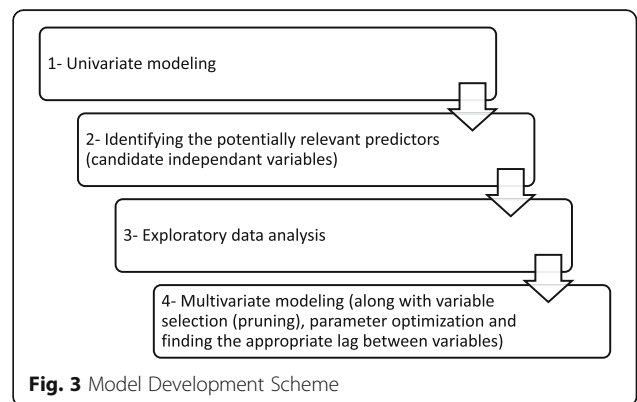 1- Univariate modeling
2- Identifying the potentially relevant predictors
(candidate independant variables)
3- Exploratory data analysis
4- Multivariate modeling (along with variable
selection (pruning), parameter optimization and
finding the appropriate lag between variables)
Fig. 3 Model Development Scheme